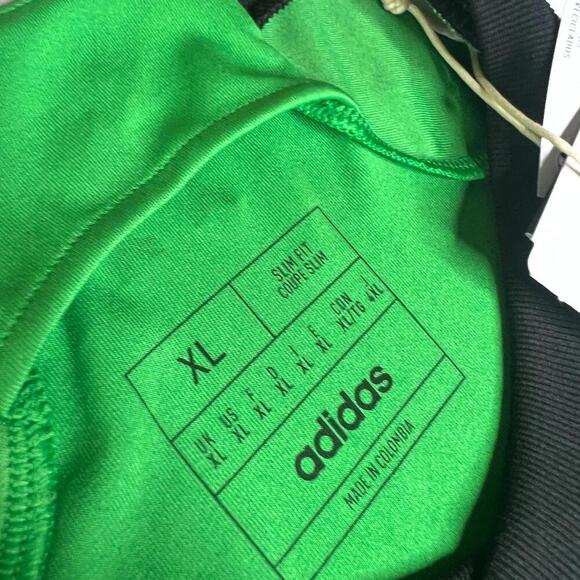 XL
SLIM FIT
COUPE SLIM
UK US F D J E CDN
XL XL XL XL XL XL XL/TG 4XL
adidas
MADE IN COLOMBIA